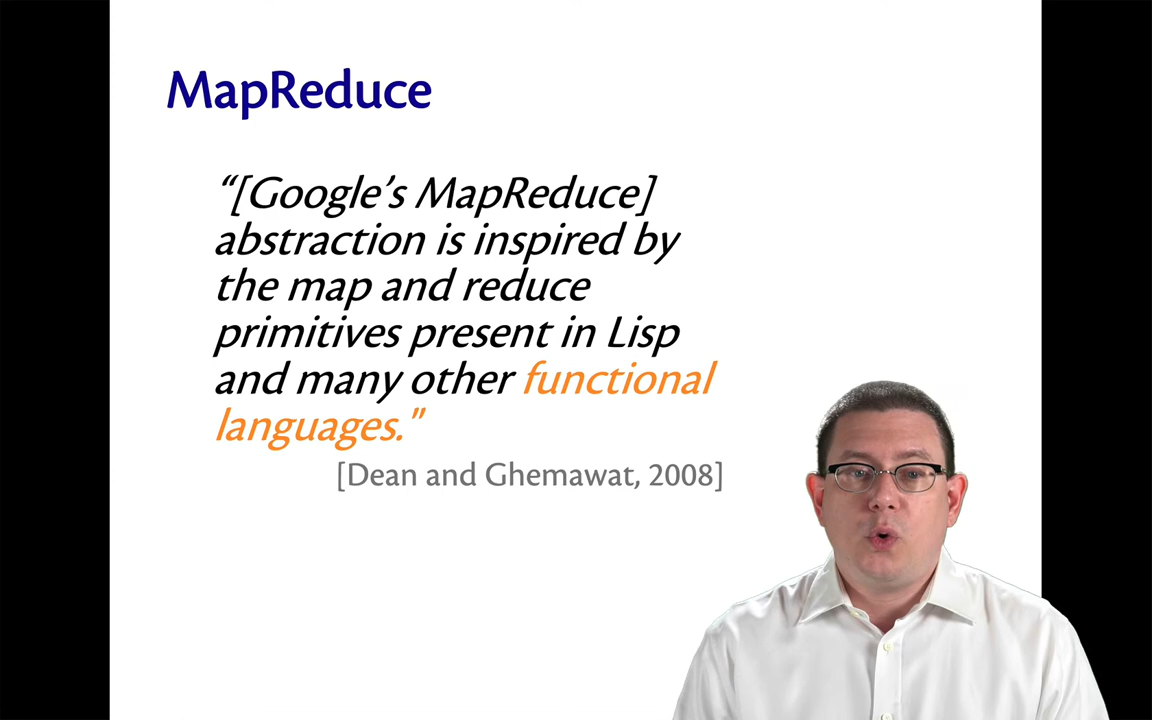 MapReduce
“[Google’s MapReduce]
abstraction is inspired by
the map and reduce
primitives present in Lisp
and many other functional
languages."
[Dean and Ghemawat, 2008]